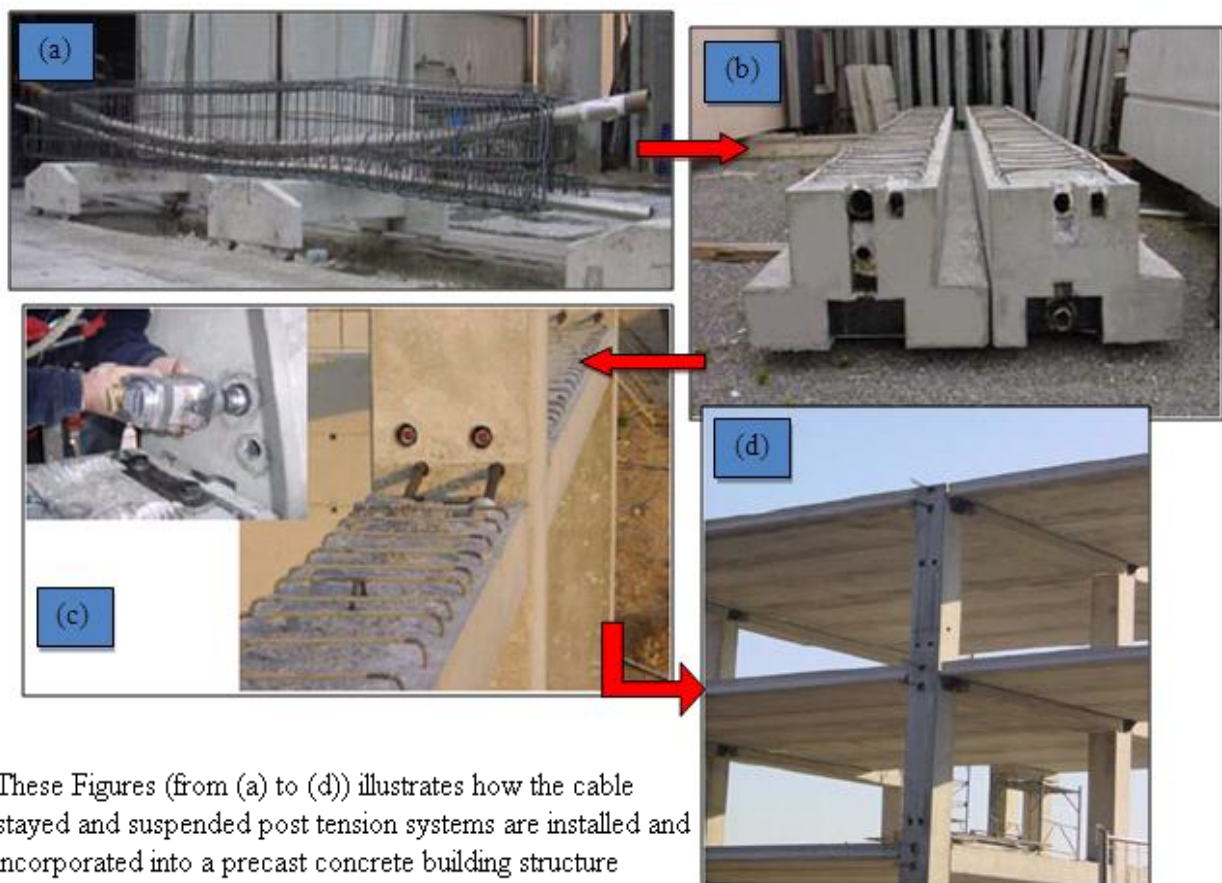 (a)
(b)
(c)
(d)
These Figures (from (a) to (d)) illustrates how the cable
stayed and suspended post tension systems are installed and
incorporated into a precast concrete building structure